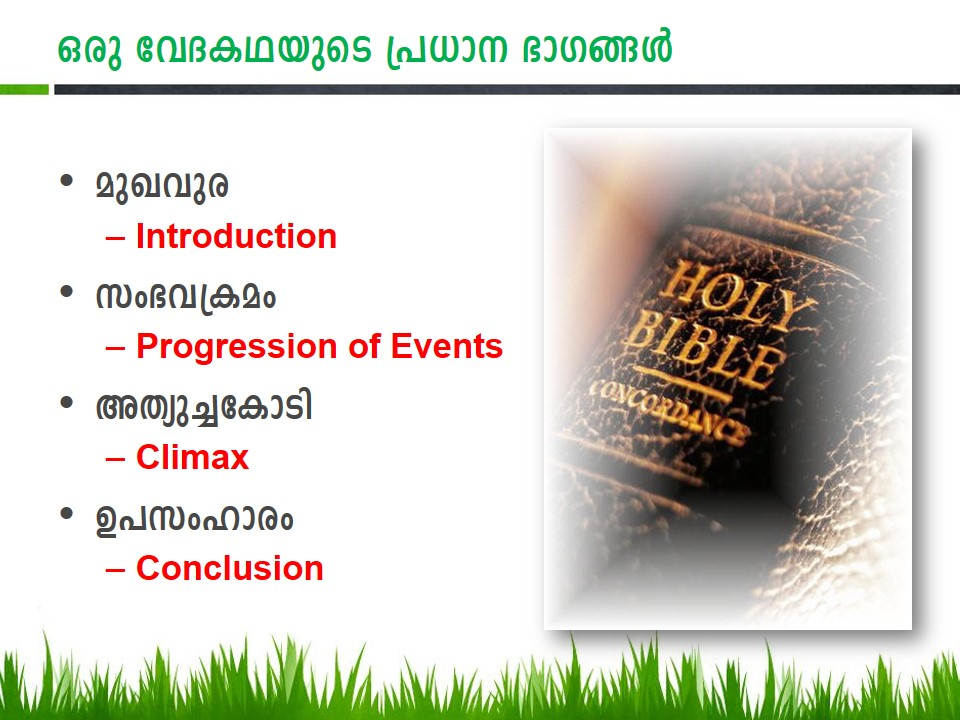 ഒരു വേദകഥയുടെ പ്രധാന ഭാഗങ്ങൾ
• മുഖവുര
– Introduction
• സംഭവക്രമം
– Progression of Events
• അത്യുച്ചകോടി
– Climax
• ഉപസംഹാരം
– Conclusion
HOLY
BIBLE
CONCORDANCE